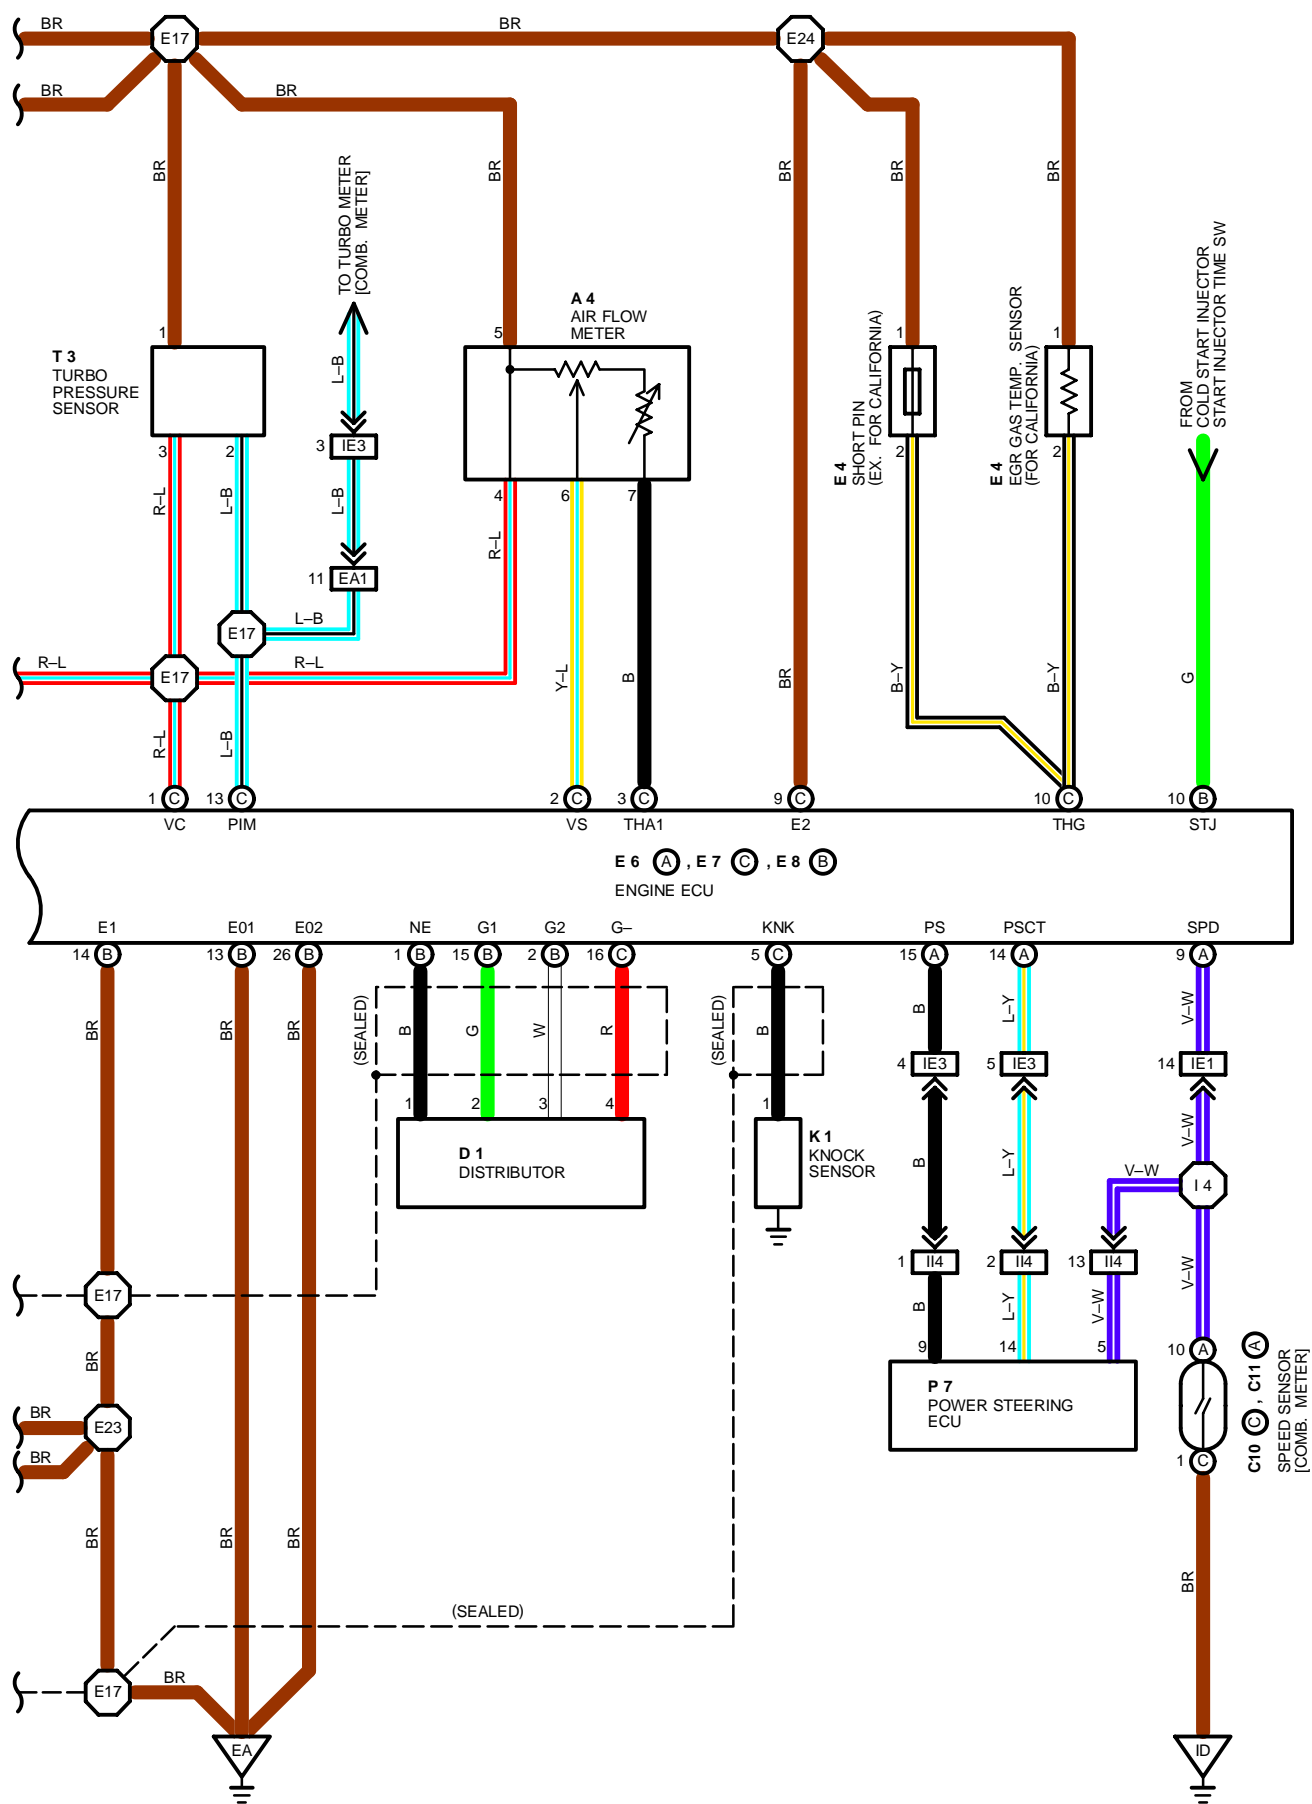 BR
E17
BR
E24
BR
BR
BR
BR
BR
BR
BR
TO TURBO METER
[COMB. METER]
FROM
COLD START INJECTOR
START INJECTOR TIME SW
A 4
AIR FLOW
METER
E 4
SHORT PIN
(EX. FOR CALIFORNIA)
E 4
EGR GAS TEMP. SENSOR
(FOR CALIFORNIA)
1
5
1
1
T 3
TURBO
PRESSURE
SENSOR
L–B
3 IE3
3
2
2
2
R–L
L–B
L–B
4
6
7
R–L
11 EA1
L–B
E17
R–L
E17
R–L
Y–L
B
BR
B–Y
B–Y
G
R–L
L–B
1 C
13 C
2 C
3 C
9 C
10 C
10 B
VC
PIM
VS
THA1
E2
THG
STJ
E 6 A , E 7 C , E 8 B
ENGINE ECU
E1
E01
E02
NE
G1
G2
G–
KNK
PS
PSCT
SPD
14 B
13 B
26 B
1 B
15 B
2 B
16 C
5 C
15 A
14 A
9 A
BR
BR
BR
(SEALED)
B
G
W
R
(SEALED)
B
B
L–Y
V–W
4 IE3
5 IE3
14 IE1
1
2
3
4
1
D 1
DISTRIBUTOR
K 1
KNOCK
SENSOR
B
L–Y
V–W
V–W
I 4
1 II4
2 II4
13 II4
V–W
E17
B
L–Y
V–W
9
14
5
10 A
BR
P 7
POWER STEERING
ECU
C10 C , C11 A
SPEED SENSOR
[COMB. METER]
BR
E23
BR
1 C
BR
BR
BR
BR
(SEALED)
E17
BR
EA
ID